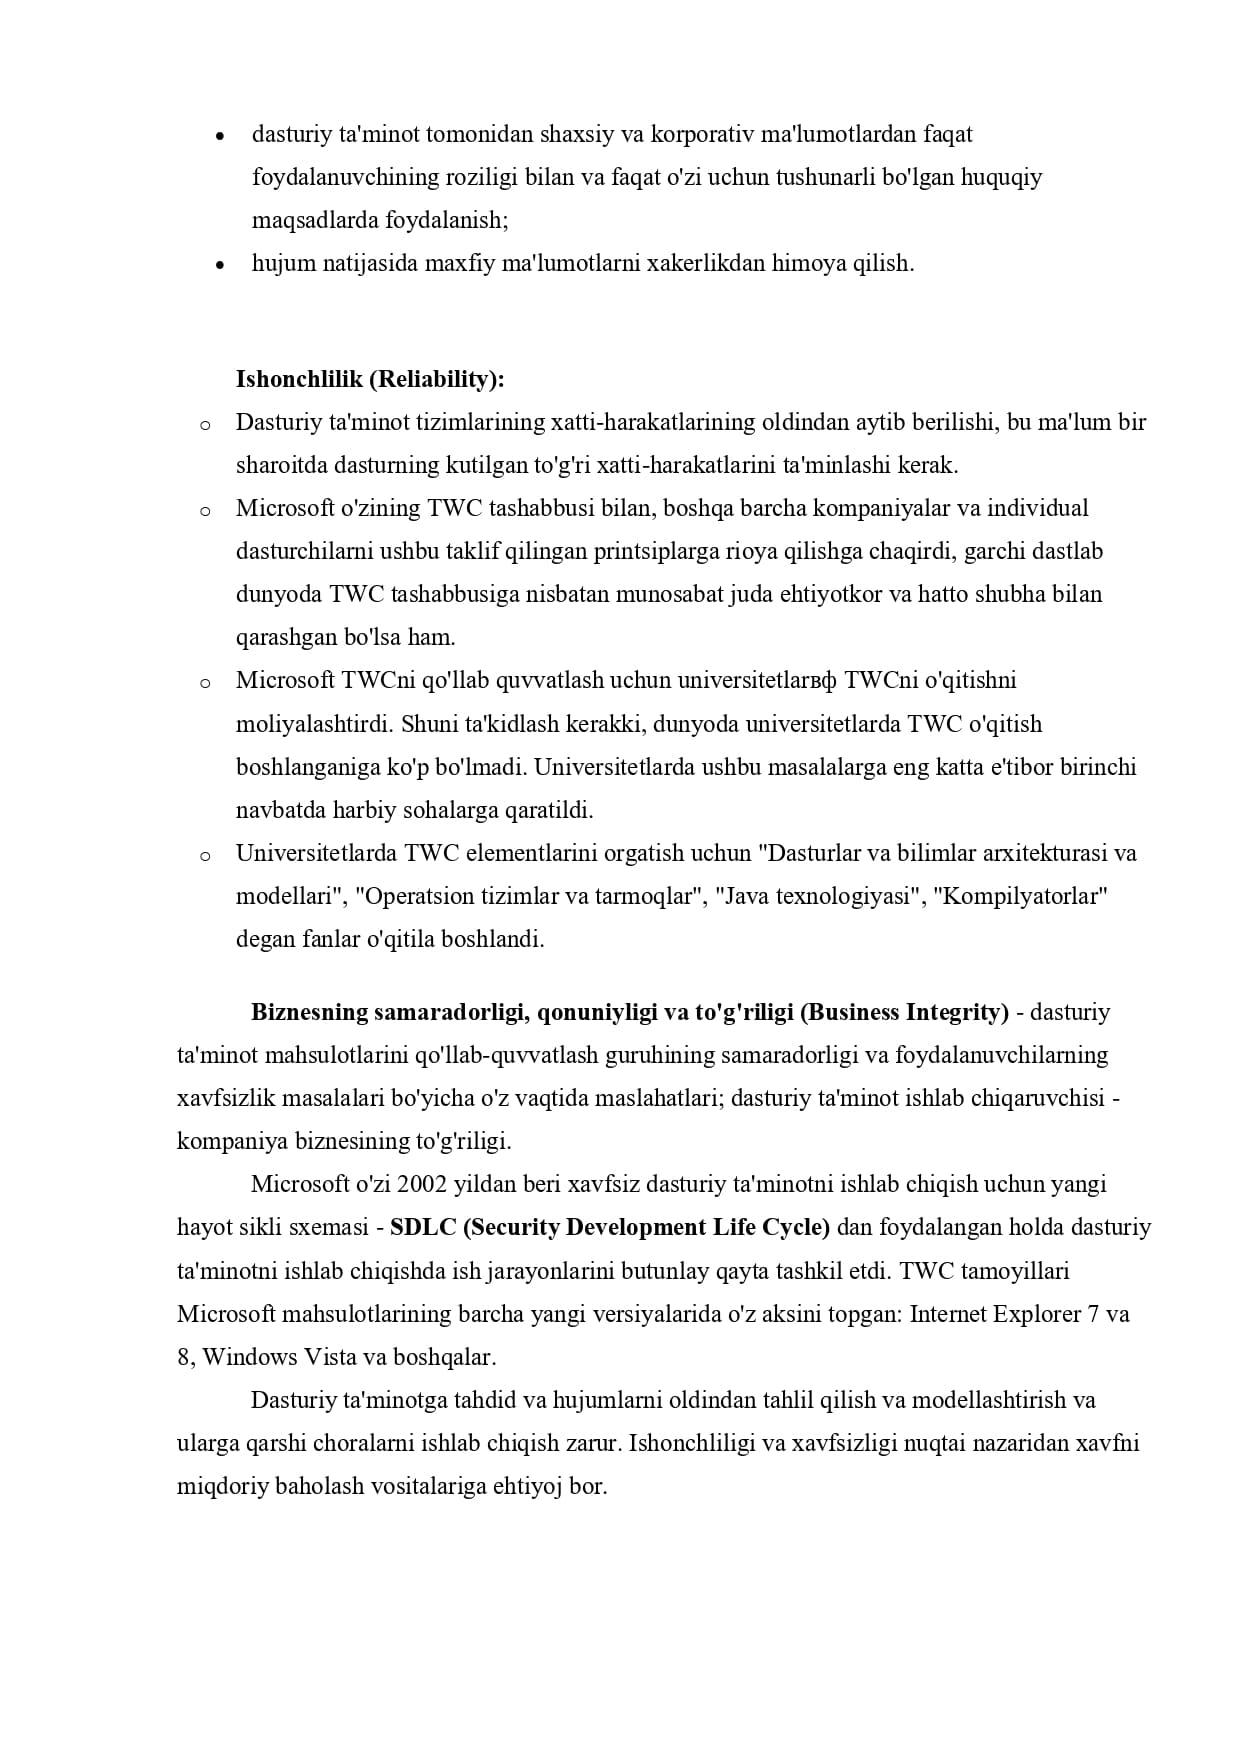 • dasturiy ta'minot tomonidan shaxsiy va korporativ ma'lumotlardan faqat
foydalanuvchining roziligi bilan va faqat o'zi uchun tushunarli bo'lgan huquqiy
maqsadlarda foydalanish;
• hujum natijasida maxfiy ma'lumotlarni xakerlikdan himoya qilish.
Ishonchlilik (Reliability):
o Dasturiy ta'minot tizimlarining xatti-harakatlarining oldindan aytib berilishi, bu ma'lum bir
sharoitda dasturning kutilgan to'g'ri xatti-harakatlarini ta'minlashi kerak.
o Microsoft o'zining TWC tashabbusi bilan, boshqa barcha kompaniyalar va individual
dasturchilarni ushbu taklif qilingan printsiplarga rioya qilishga chaqirdi, garchi dastlab
dunyoda TWC tashabbusiga nisbatan munosabat juda ehtiyotkor va hatto shubha bilan
qarashgan bo'lsa ham.
o Microsoft TWCni qo'llab quvvatlash uchun universitetlarвф TWCni o'qitishni
moliyalashtirdi. Shuni ta'kidlash kerakki, dunyoda universitetlarda TWC o'qitish
boshlanganiga ko'p bo'lmadi. Universitetlarda ushbu masalalarga eng katta e'tibor birinchi
navbatda harbiy sohalarga qaratildi.
o Universitetlarda TWC elementlarini orgatish uchun "Dasturlar va bilimlar arxitekturasi va
modellari", "Operatsion tizimlar va tarmoqlar", "Java texnologiyasi", "Kompilyatorlar"
degan fanlar o'qitila boshlandi.
Biznesning samaradorligi, qonuniyligi va to'g'riligi (Business Integrity) - dasturiy
ta'minot mahsulotlarini qo'llab-quvvatlash guruhining samaradorligi va foydalanuvchilarning
xavfsizlik masalalari bo'yicha o'z vaqtida maslahatlari; dasturiy ta'minot ishlab chiqaruvchisi -
kompaniya biznesining to'g'riligi.
Microsoft o'zi 2002 yildan beri xavfsiz dasturiy ta'minotni ishlab chiqish uchun yangi
hayot sikli sxemasi - SDLC (Security Development Life Cycle) dan foydalangan holda dasturiy
ta'minotni ishlab chiqishda ish jarayonlarini butunlay qayta tashkil etdi. TWC tamoyillari
Microsoft mahsulotlarining barcha yangi versiyalarida o'z aksini topgan: Internet Explorer 7 va
8, Windows Vista va boshqalar.
Dasturiy ta'minotga tahdid va hujumlarni oldindan tahlil qilish va modellashtirish va
ularga qarshi choralarni ishlab chiqish zarur. Ishonchliligi va xavfsizligi nuqtai nazaridan xavfni
miqdoriy baholash vositalariga ehtiyoj bor.